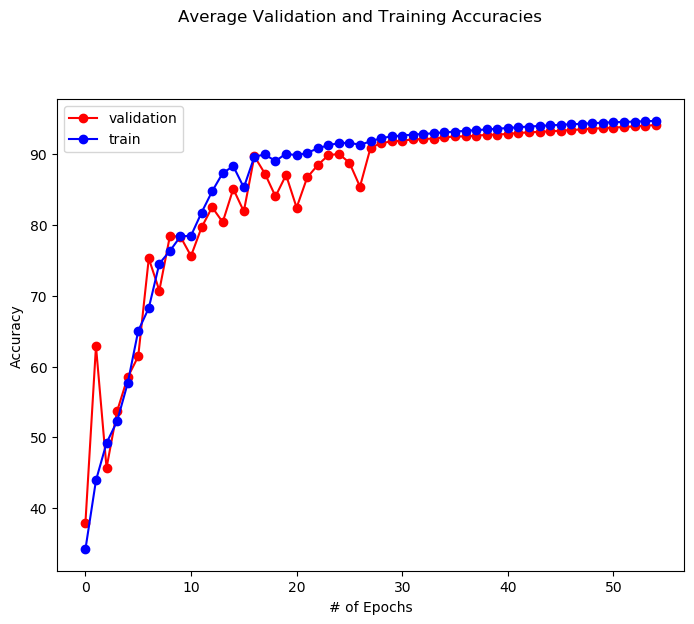 Average Validation and Training Accuracies
validation
train
90
80
70
60
50
40
Accuracy
0 10 20 30 40 50
# of Epochs